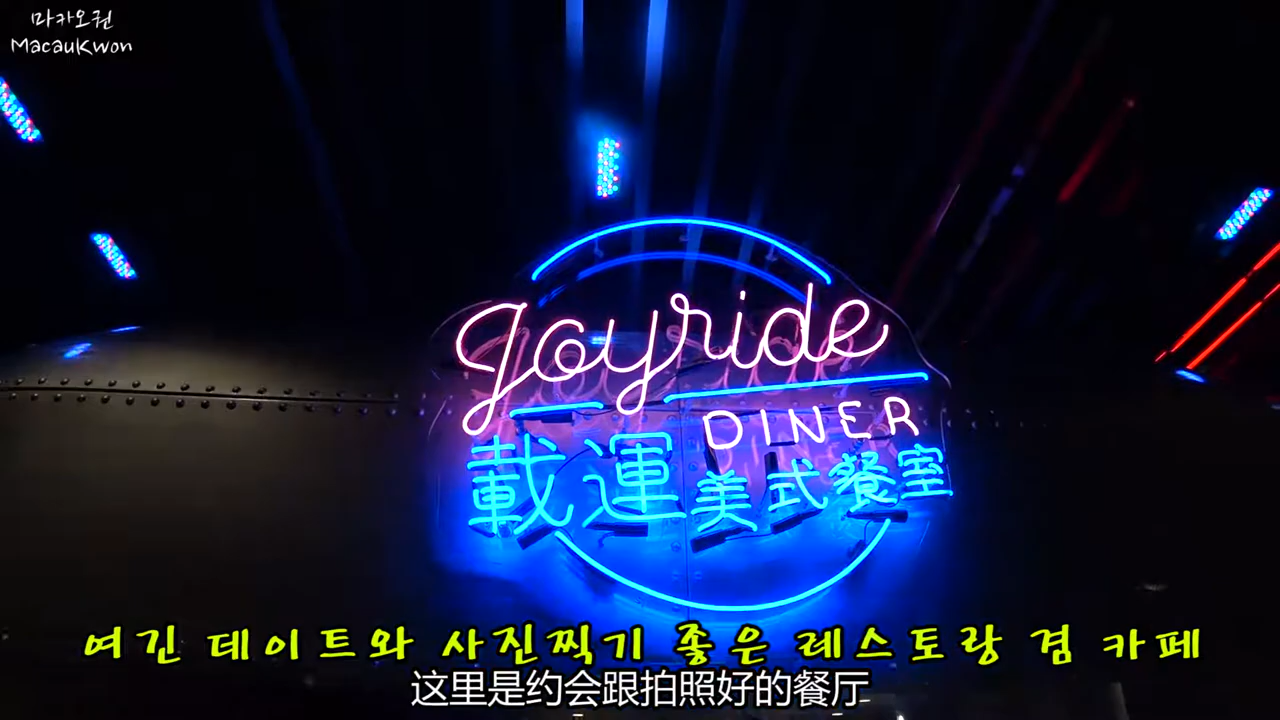 마카오권
MacauKwon
Joyride
DINER
載運美式餐室
여긴 데이트와 사진찍기 좋은 레스토랑 겸 카페
这里是约会跟拍照好的餐厅